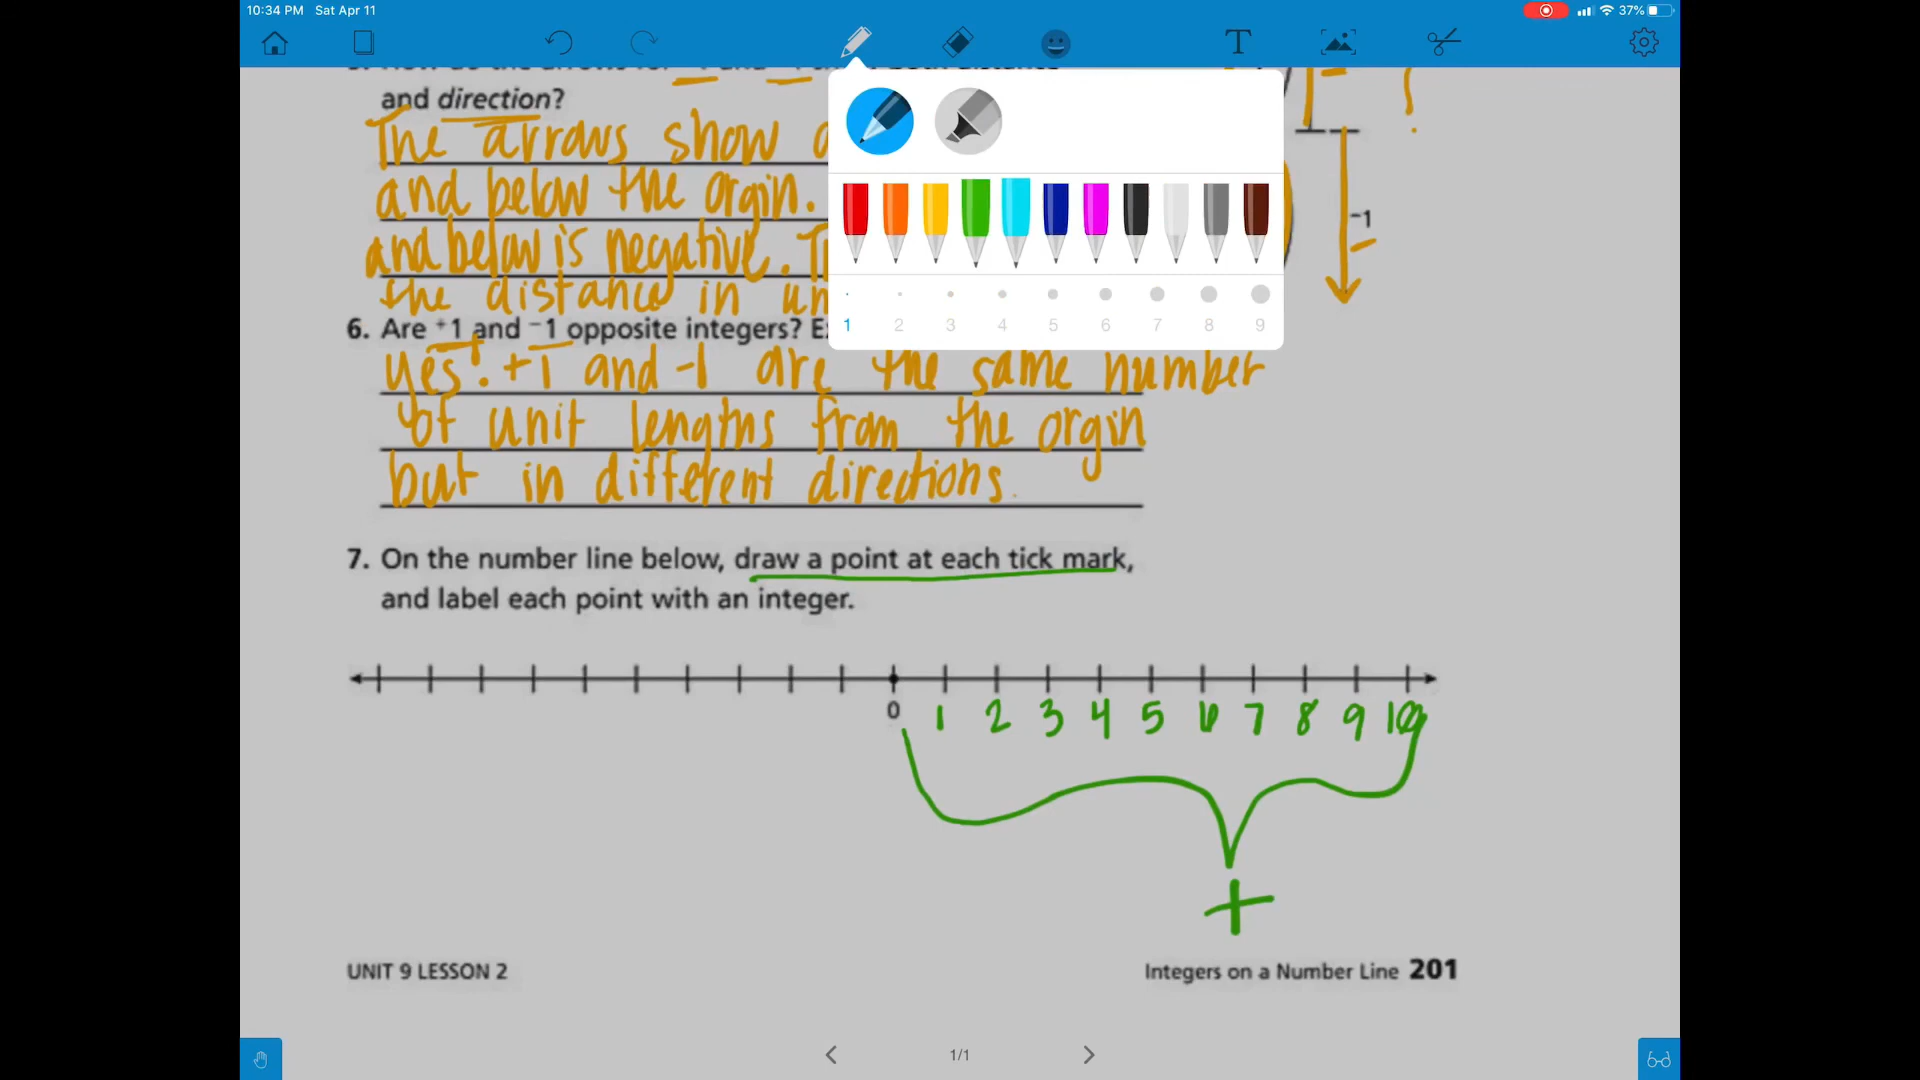 10:34 PM Sat Apr 11 37%
and direction?
The arrows show
and below the orgin.
and below is negative.
the distance in
-1
1 2 3 4 5 6 7 8 9
6. Are +1 and -1 opposite integers?
yes! +1 and -1 are the same number
of unit lengths from the orgin
but in different directions.
7. On the number line below, draw a point at each tick mark,
and label each point with an integer.
0 1 2 3 4 5 6 7 8 9 10
+
UNIT 9 LESSON 2
Integers on a Number Line 201
1/1